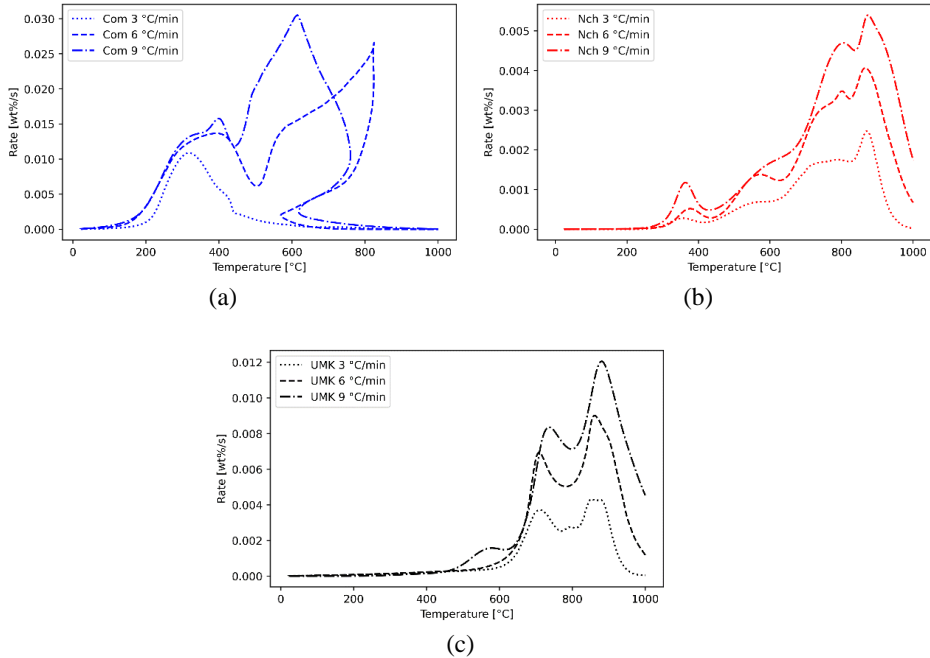 Com 3 °C/min
Com 6 °C/min
Com 9 °C/min
Rate [wt%/s]
0.030
0.025
0.020
0.015
0.010
0.005
0.000
0 200 400 600 800 1000
Temperature [°C]
(a)
Nch 3 °C/min
Nch 6 °C/min
Nch 9 °C/min
Rate [wt%/s]
0.005
0.004
0.003
0.002
0.001
0.000
0 200 400 600 800 1000
Temperature [°C]
(b)
UMK 3 °C/min
UMK 6 °C/min
UMK 9 °C/min
Rate [wt%/s]
0.012
0.010
0.008
0.006
0.004
0.002
0.000
0 200 400 600 800 1000
Temperature [°C]
(c)